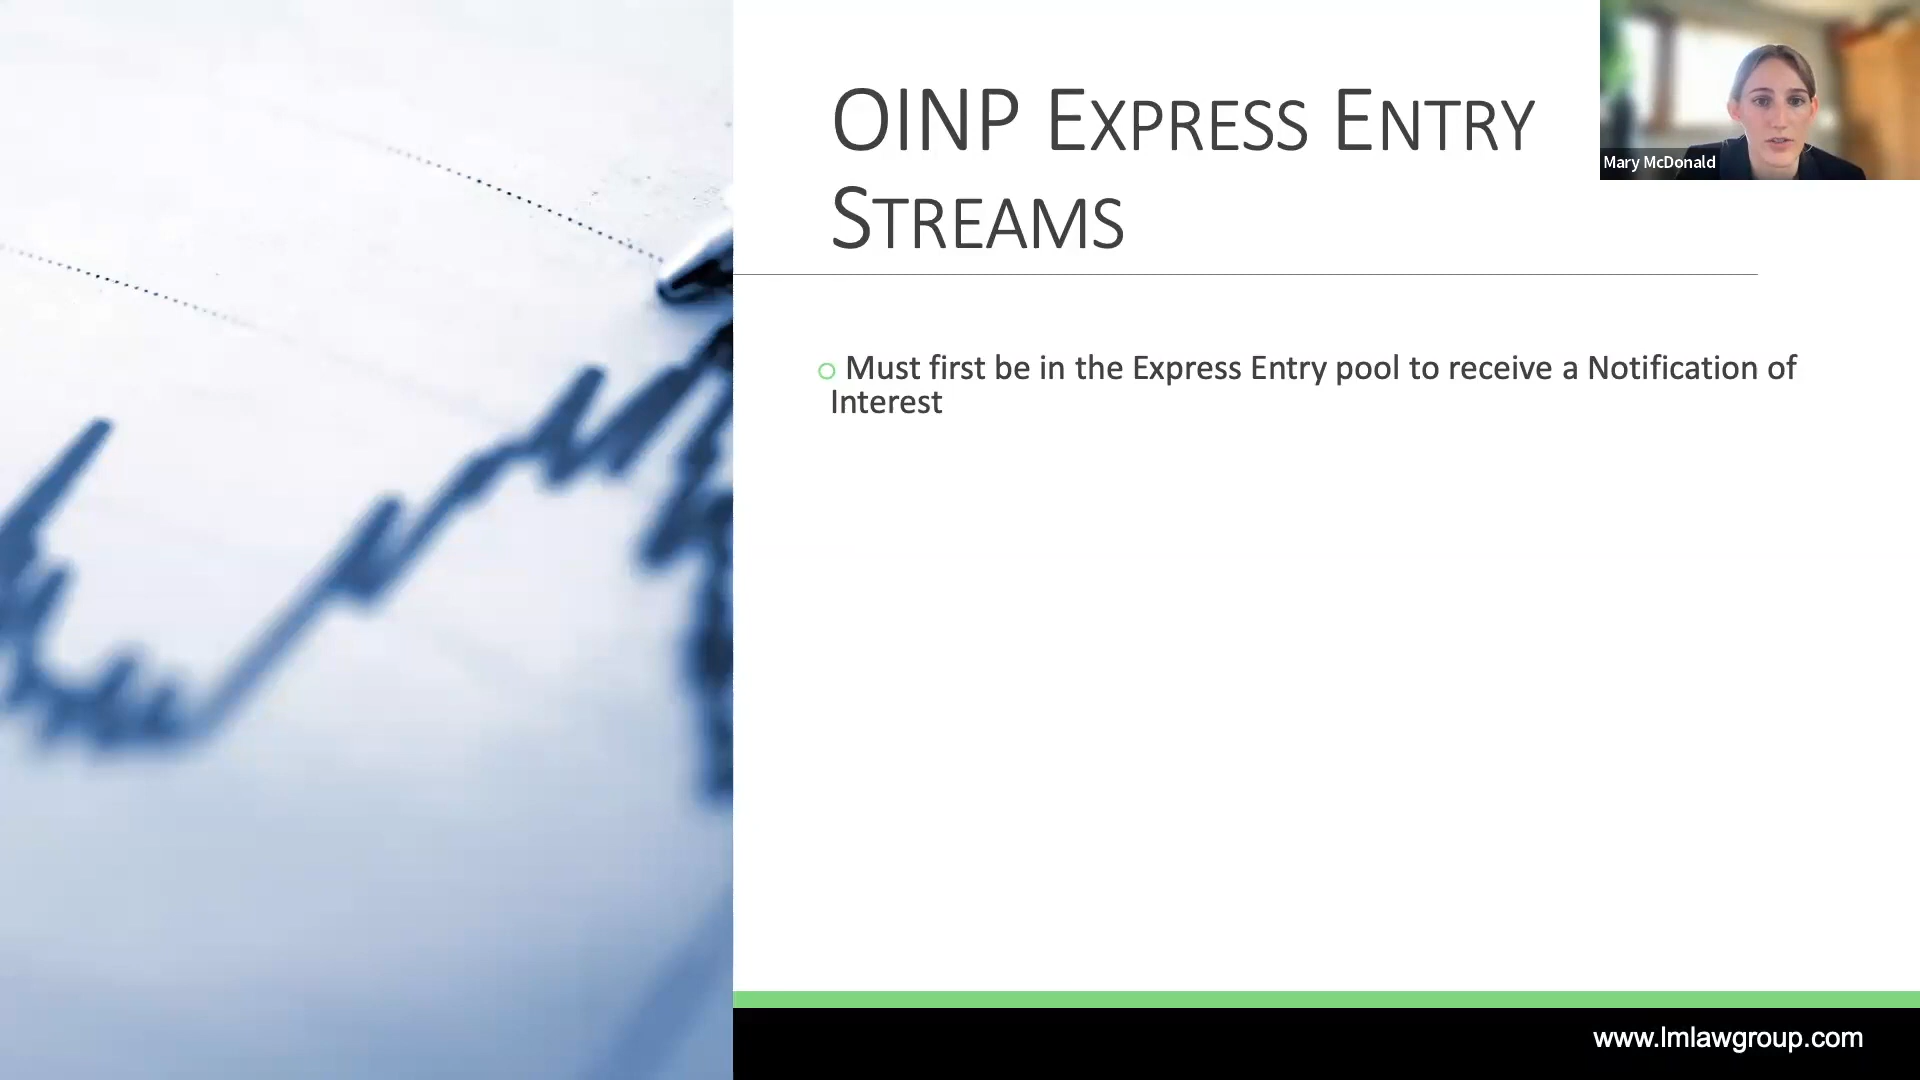 OINP EXPRESS ENTRY
STREAMS
Mary McDonald
Must first be in the Express Entry pool to receive a Notification of
Interest
www.lmlawgroup.com